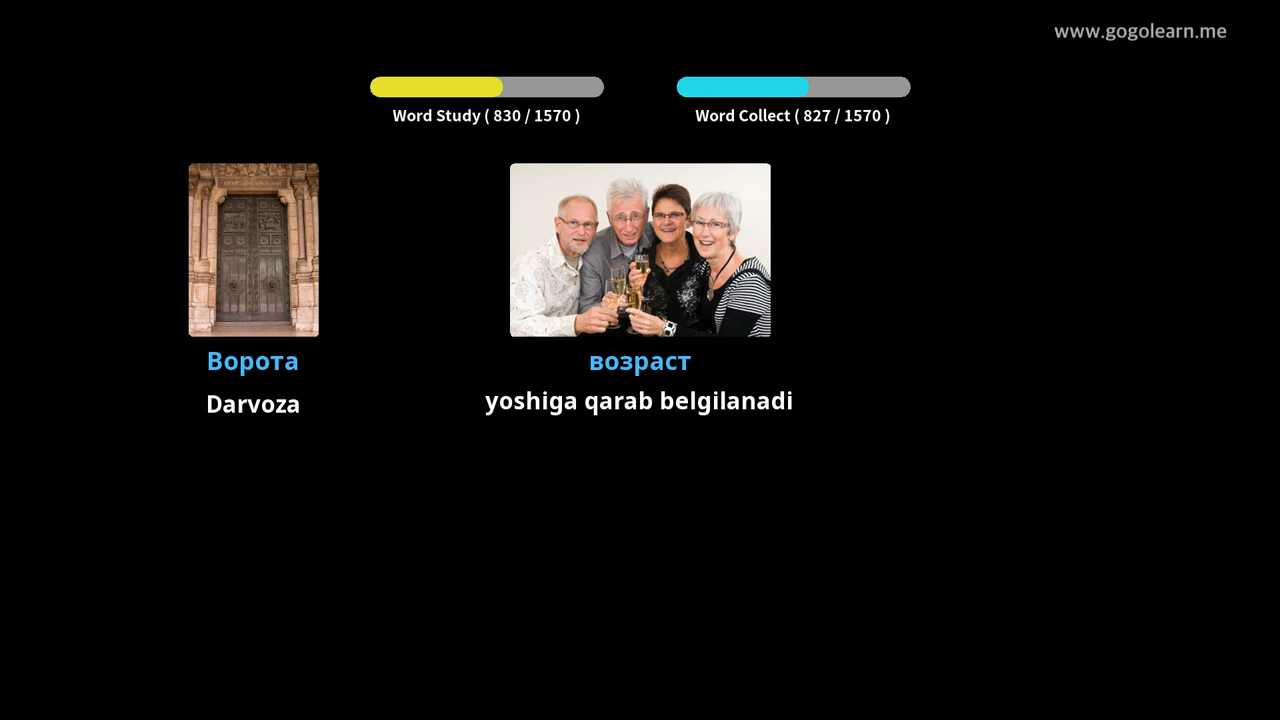 www.gogolearn.me
Word Study ( 830 / 1570 )
Word Collect ( 827 / 1570 )
Ворота
Darvoza
возраст
yoshiga qarab belgilanadi